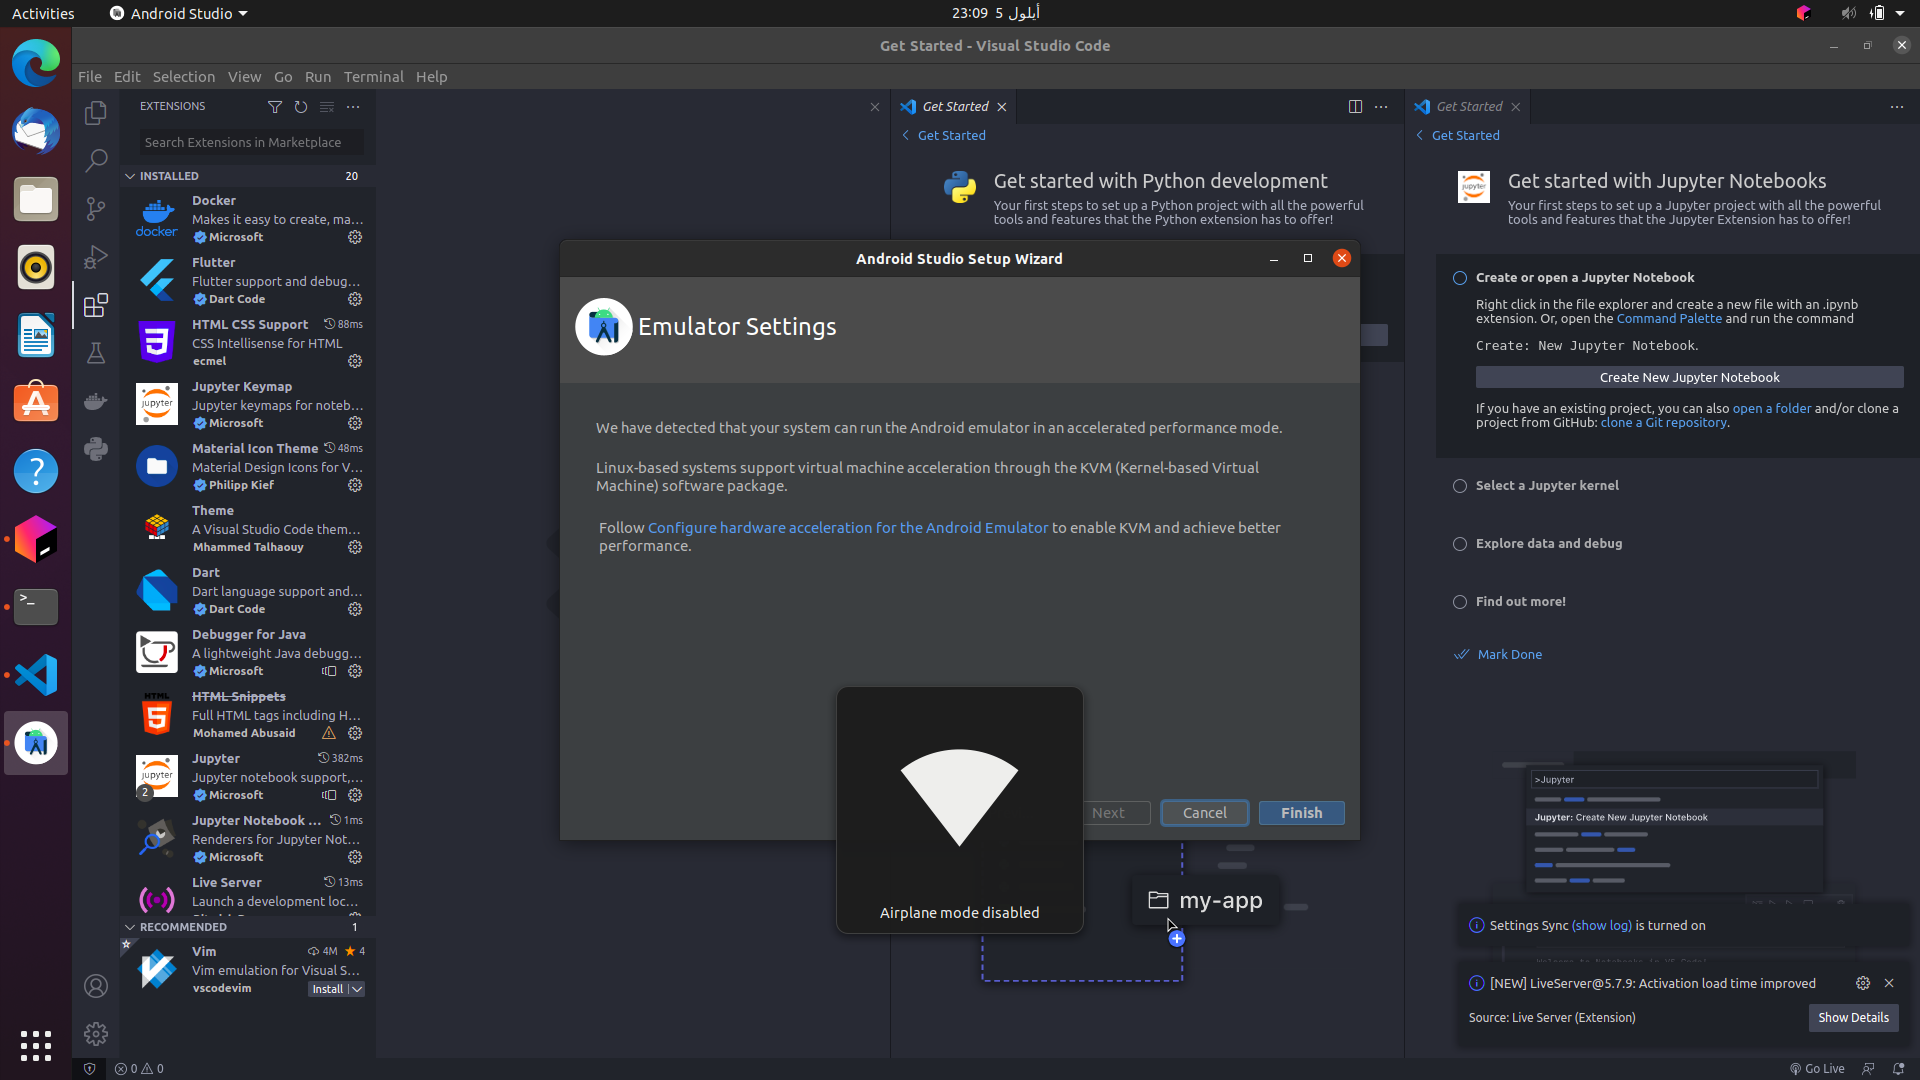 Activities
Android Studio
23:09 أيلول 5
Get Started - Visual Studio Code
File Edit Selection View Go Run Terminal Help
EXTENSIONS
Search Extensions in Marketplace
INSTALLED 20
Docker
Makes it easy to create, ma...
docker
Microsoft
Flutter
Flutter support and debug...
Dart Code
HTML CSS Support 88ms
CSS Intellisense for HTML
ecmel
Jupyter Keymap
Jupyter keymaps for noteb...
jupyter
Microsoft
Material Icon Theme 48ms
Material Design Icons for V...
Philipp Kief
Theme
A Visual Studio Code them...
Mhammed Talhaouy
Dart
Dart language support and...
Dart Code
Debugger for Java
A lightweight Java debugg...
Microsoft
HTML
HTML Snippets
Full HTML tags including H...
Mohamed Abusaid
Jupyter 382ms
Jupyter notebook support,...
jupyter
2
Microsoft
Jupyter Notebook ... 1ms
Renderers for Jupyter Not...
Microsoft
Live Server 13ms
Launch a development loc...
RECOMMENDED 1
Vim 4M 4
Vim emulation for Visual S...
vscodevim
Install
0 0
Get Started
Get Started
Get started with Python development
Your first steps to set up a Python project with all the powerful
tools and features that the Python extension has to offer!
Get Started
Get Started
jupyter
Get started with Jupyter Notebooks
Your first steps to set up a Jupyter project with all the powerful
tools and features that the Jupyter Extension has to offer!
Create or open a Jupyter Notebook
Right click in the file explorer and create a new file with an .ipynb
extension. Or, open the Command Palette and run the command
Create: New Jupyter Notebook.
Create New Jupyter Notebook
If you have an existing project, you can also open a folder and/or clone a
project from GitHub: clone a Git repository.
Select a Jupyter kernel
Explore data and debug
Find out more!
Mark Done
>Jupyter
Jupyter: Create New Jupyter Notebook
Android Studio Setup Wizard
Emulator Settings
We have detected that your system can run the Android emulator in an accelerated performance mode.
Linux-based systems support virtual machine acceleration through the KVM (Kernel-based Virtual
Machine) software package.
Follow Configure hardware acceleration for the Android Emulator to enable KVM and achieve better
performance.
Next
Cancel
Finish
Airplane mode disabled
my-app
Settings Sync (show log) is turned on
[NEW] LiveServer@5.7.9: Activation load time improved
Source: Live Server (Extension)
Show Details
Go Live